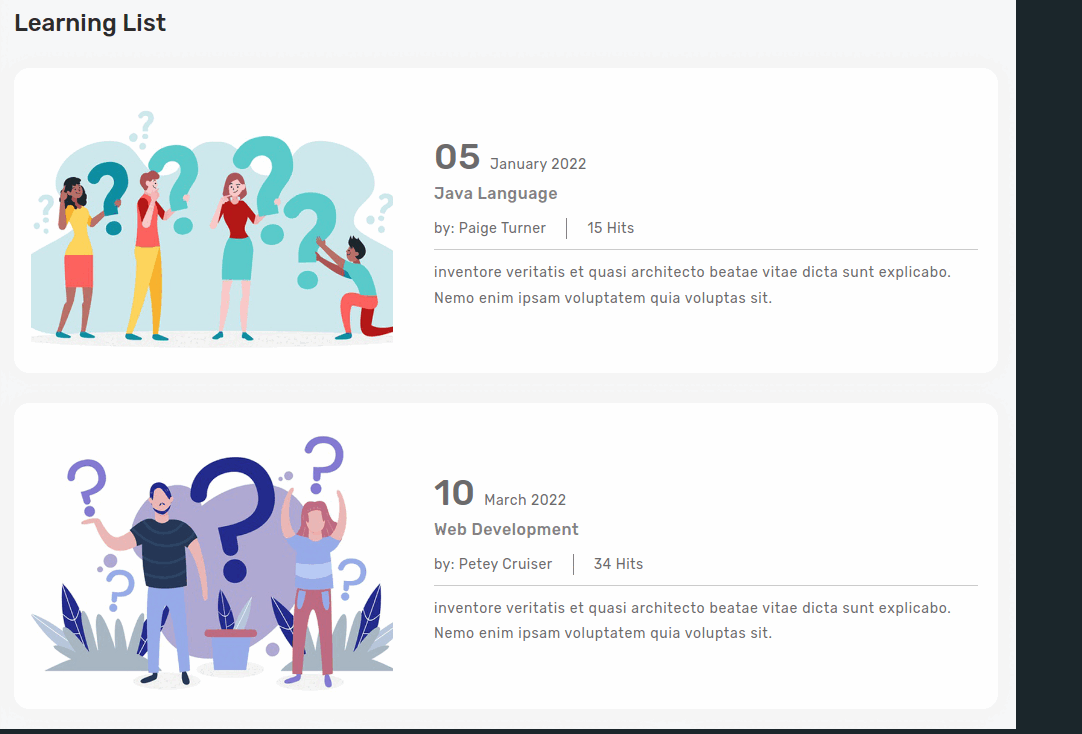 Learning List
05 January 2022
Java Language
by: Paige Turner 15 Hits
inventore veritatis et quasi architecto beatae vitae dicta sunt explicabo.
Nemo enim ipsam voluptatem quia voluptas sit.
10 March 2022
Web Development
by: Petey Cruiser 34 Hits
inventore veritatis et quasi architecto beatae vitae dicta sunt explicabo.
Nemo enim ipsam voluptatem quia voluptas sit.